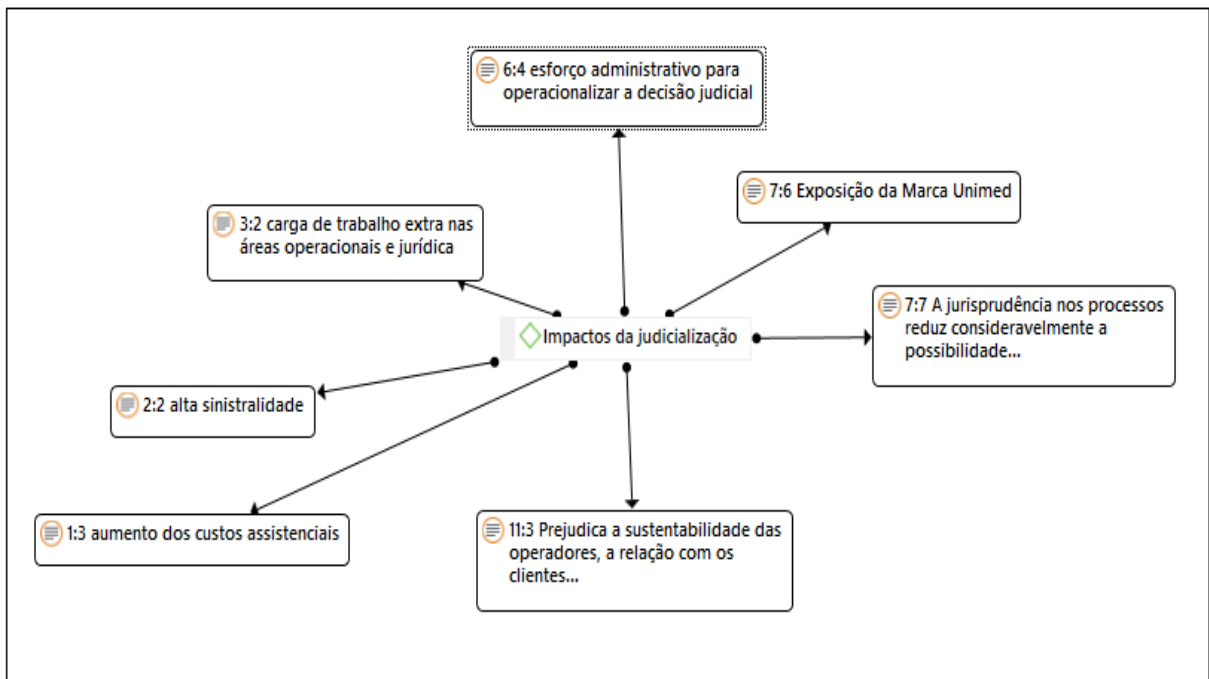 6:4 esforço administrativo para
operacionalizar a decisão judicial
7:6 Exposição da Marca Unimed
3:2 carga de trabalho extra nas
áreas operacionais e jurídica
7:7 A jurisprudência nos processos
reduz consideravelmente a
possibilidade...
Impactos da judicialização
2:2 alta sinistralidade
1:3 aumento dos custos assistenciais
11:3 Prejudica a sustentabilidade das
operadores, a relação com os
clientes...